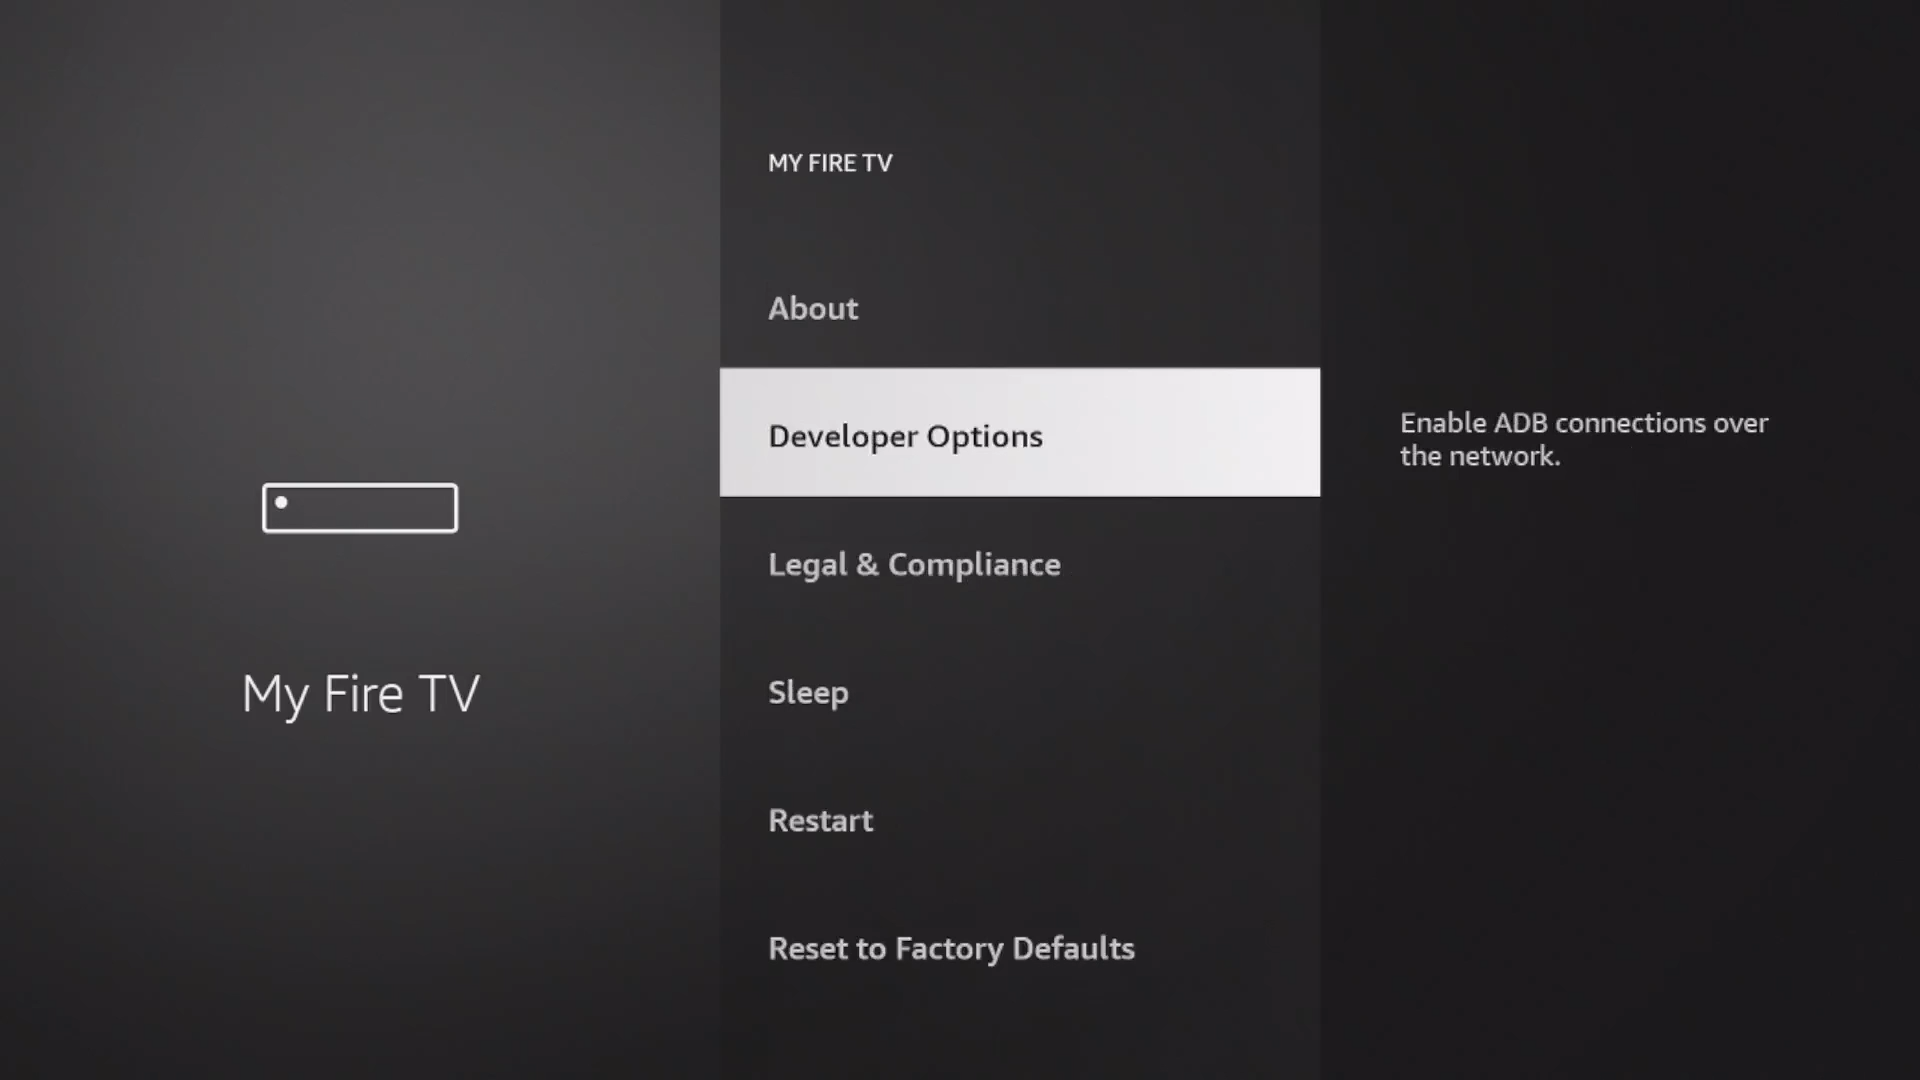 MY FIRE TV
About
Developer Options
Enable ADB connections over
the network.
Legal & Compliance
Sleep
My Fire TV
Restart
Reset to Factory Defaults